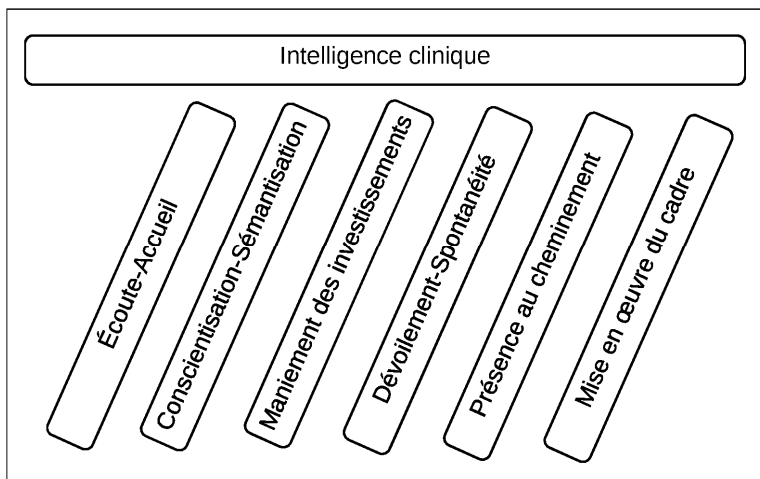 Intelligence clinique
Écoute-Accueil
Conscientisation-Sémantisation
Maniement des investissements
Dévoilement-Spontanéité
Présence au cheminement
Mise en œuvre du cadre